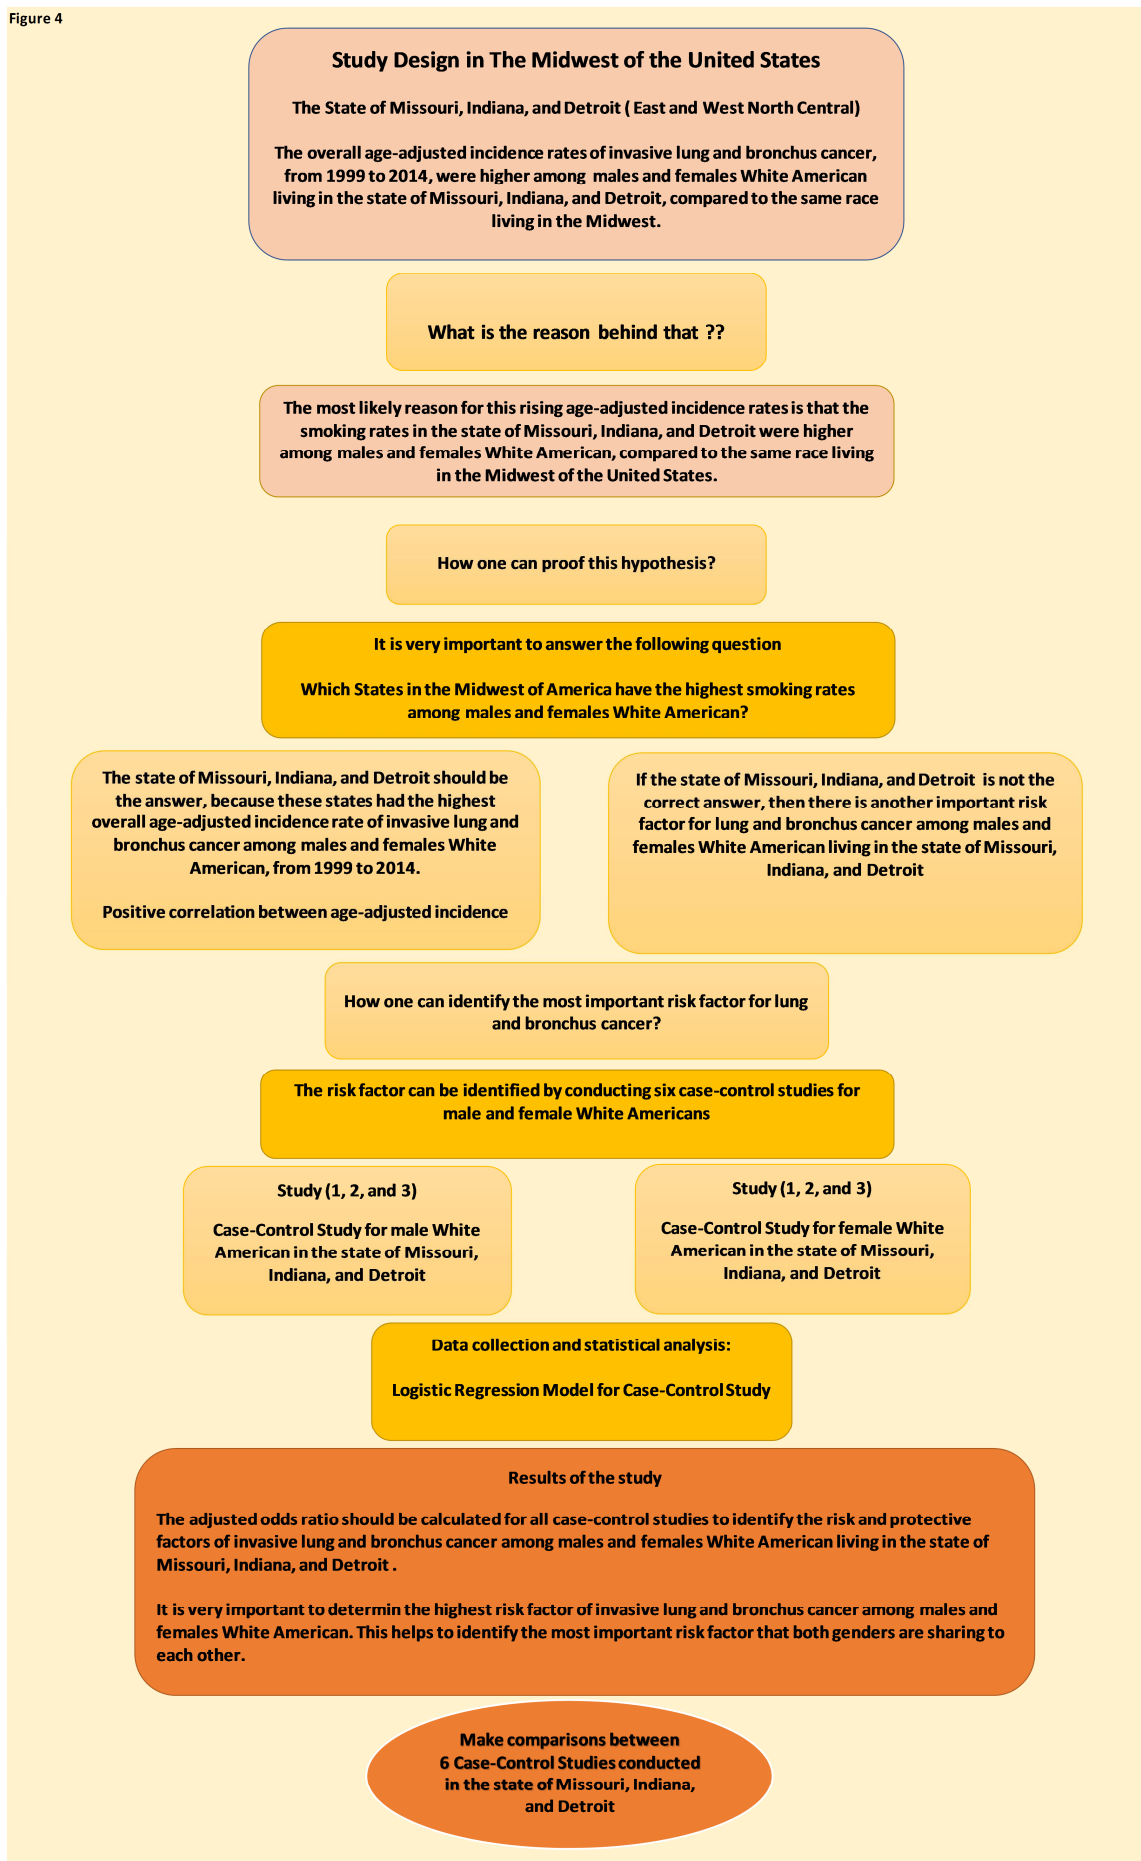 Figure 4
Study Design in The Midwest of the United States
The State of Missouri, Indiana, and Detroit ( East and West North Central)
The overall age-adjusted incidence rates of invasive lung and bronchus cancer,
from 1999 to 2014, were higher among males and females White American
living in the state of Missouri, Indiana, and Detroit, compared to the same race
living in the Midwest.
What is the reason behind that ??
The most likely reason for this rising age-adjusted incidence rates is that the
smoking rates in the state of Missouri, Indiana, and Detroit were higher
among males and females White American, compared to the same race living
in the Midwest of the United States.
How one can proof this hypothesis?
It is very important to answer the following question
Which States in the Midwest of America have the highest smoking rates
among males and females White American?
The state of Missouri, Indiana, and Detroit should be
the answer, because these states had the highest
overall age-adjusted incidence rate of invasive lung and
bronchus cancer among males and females White
American, from 1999 to 2014.
Positive correlation between age-adjusted incidence
If the state of Missouri, Indiana, and Detroit is not the
correct answer, then there is another important risk
factor for lung and bronchus cancer among males and
females White American living in the state of Missouri,
Indiana, and Detroit
How one can identify the most important risk factor for lung
and bronchus cancer?
The risk factor can be identified by conducting six case-control studies for
male and female White Americans
Study (1, 2, and 3)
Case-Control Study for male White
American in the state of Missouri,
Indiana, and Detroit
Study (1, 2, and 3)
Case-Control Study for female White
American in the state of Missouri,
Indiana, and Detroit
Data collection and statistical analysis:
Logistic Regression Model for Case-Control Study
Results of the study
The adjusted odds ratio should be calculated for all case-control studies to identify the risk and protective
factors of invasive lung and bronchus cancer among males and females White American living in the state of
Missouri, Indiana, and Detroit .
It is very important to determin the highest risk factor of invasive lung and bronchus cancer among males and
females White American. This helps to identify the most important risk factor that both genders are sharing to
each other.
Make comparisons between
6 Case-Control Studies conducted
in the state of Missouri, Indiana,
and Detroit